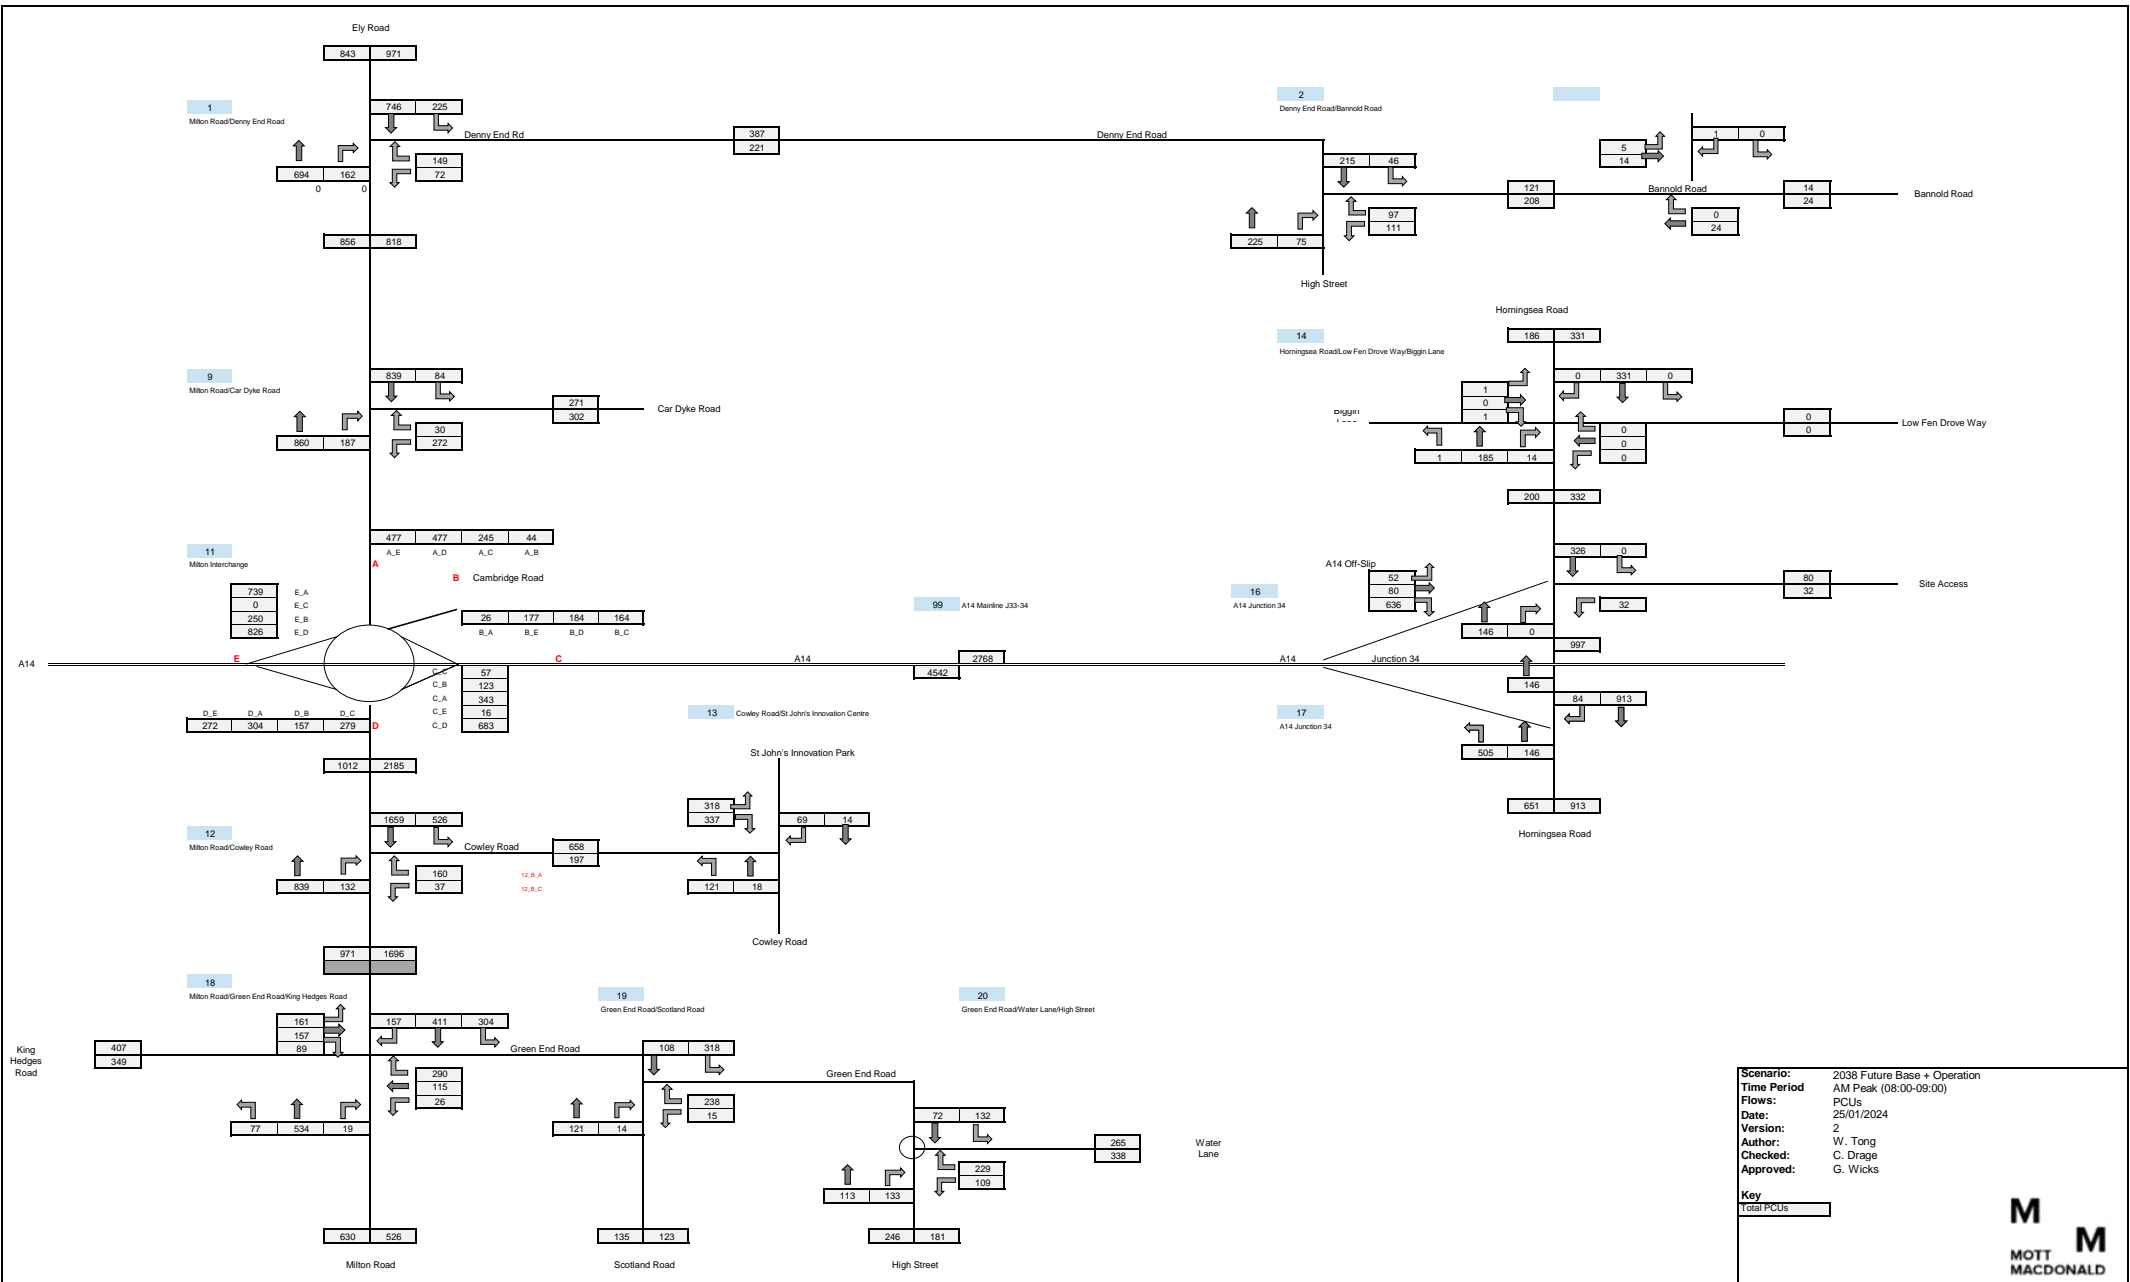 Ely Road
843 971
1
Milton Road/Denny End Road
746 225
Denny End Rd
387
221
Denny End Road
694 162
0 0
149
72
856 818
2
Denny End Road/Bannold Road
215 46
225 75
97
111
High Street
121
208
5
14
1 0
Bannold Road
0
24
14
24
Bannold Road
9
Milton Road/Car Dyke Road
839 84
271
302
Car Dyke Road
860 187
30
272
Horningsea Road
186 331
14
Horningsea Road/Low Fen Drove Way/Biggin Lane
1
0
1
0 331 0
0
0
Low Fen Drove Way
1 185 14
0
0
0
200 332
11
Milton Interchange
477 477 245 44
A_E A_D A_C A_B
A
B Cambridge Road
739 E_A
0 E_C
250 E_B
826 E_D
26 177 184 164
B_A B_E B_D B_C
99 A14 Mainline J33-34
A14
E
C
A14
2768
4542
A14
C_C 57
C_B 123
C_A 343
C_E 16
C_D 683
D_E D_A D_B D_C
272 304 157 279
D
1012 2185
16
A14 Junction 34
A14 Off-Slip
52
80
636
326 0
80
32
Site Access
32
146 0
997
Junction 34
146
84 913
17
A14 Junction 34
505 146
651 913
Horningsea Road
13 Cowley Road/St John's Innovation Centre
St John's Innovation Park
318
337
69 14
121 18
Cowley Road
12
Milton Road/Cowley Road
1659 526
Cowley Road
658
197
12_B_A
12_B_C
839 132
160
37
971 1696
18
Milton Road/Green End Road/King Hedges Road
161
157
89
157 411 304
King
Hedges
Road
407
349
Green End Road
290
115
26
77 534 19
630 526
Milton Road
19
Green End Road/Scotland Road
108 318
Green End Road
238
15
121 14
135 123
Scotland Road
20
Green End Road/Water Lane/High Street
72 132
265
338
Water
Lane
229
109
113 133
246 181
High Street
Scenario: 2038 Future Base + Operation
Time Period AM Peak (08:00-09:00)
Flows: PCUs
Date: 25/01/2024
Version: 2
Author: W. Tong
Checked: C. Drage
Approved: G. Wicks
Key
Total PCUs
M
M
MOTT
MACDONALD